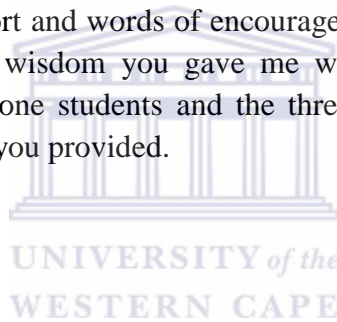 ort and words of encourage
wisdom you gave me w
one students and the thre
you provided.
UNIVERSITY of the
WESTERN CAPE